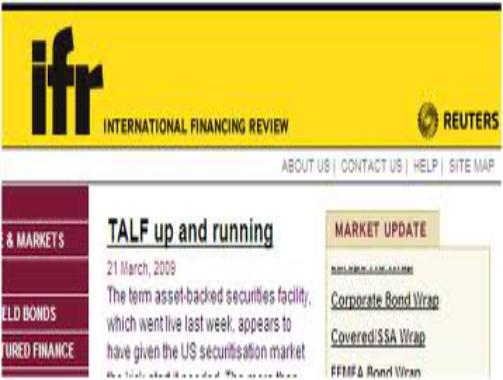 ifr
INTERNATIONAL FINANCING REVIEW
REUTERS
ABOUT US | CONTACT US | HELP | SITE MAP
& MARKETS
ELD BONDS
TURED FINANCE
TALF up and running
21 March, 2009
The term asset-backed securities facility,
which went live last week, appears to
have given the US securitisation market
MARKET UPDATE
Corporate Bond Wrap
Covered/SSA Wrap
EEMEA Bond Wrap